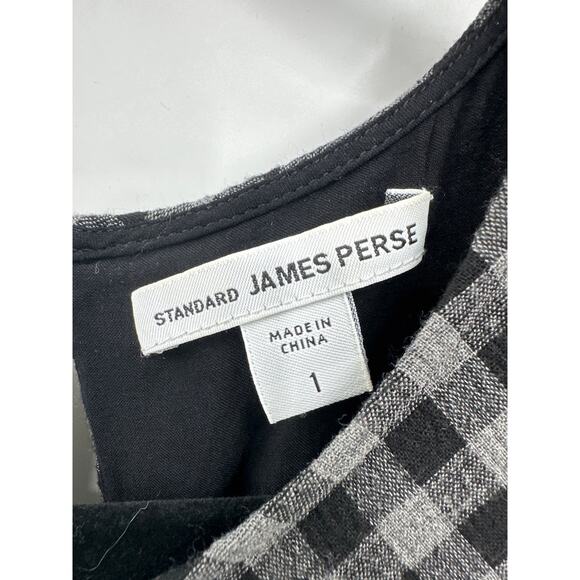 STANDARD JAMES PERSE
MADE IN
CHINA
1